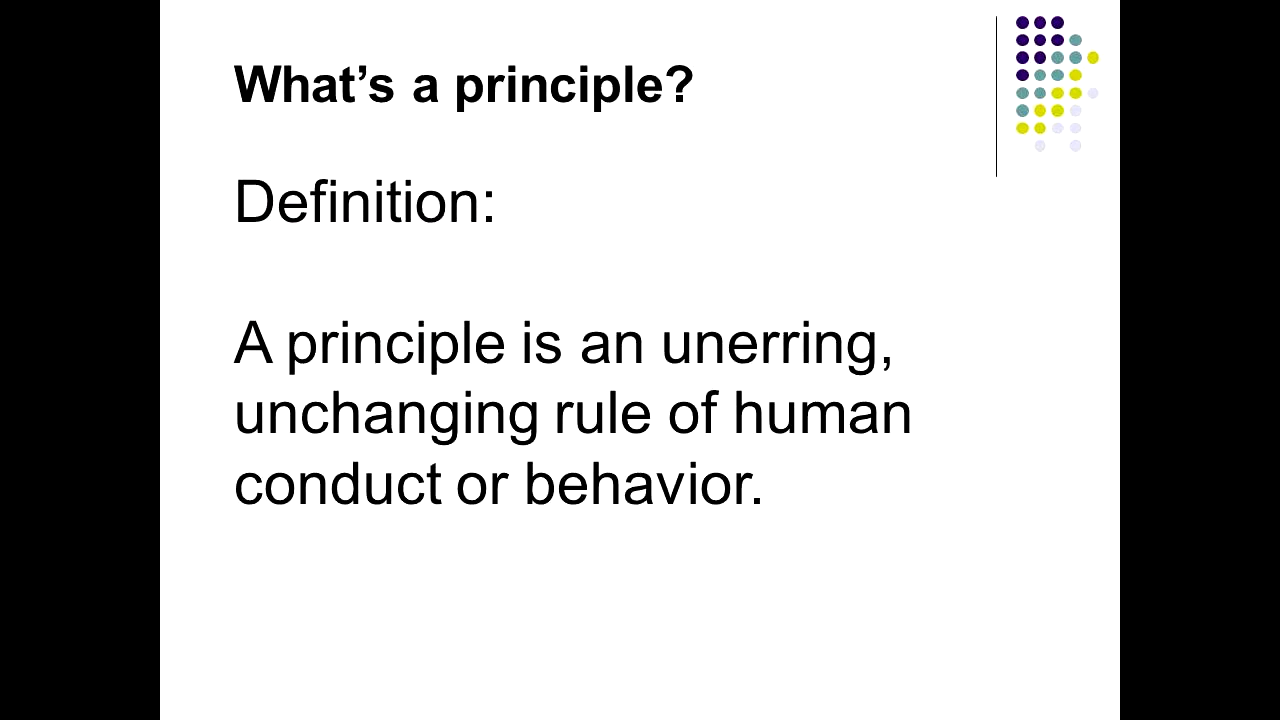 What’s a principle?
Definition:
A principle is an unerring,
unchanging rule of human
conduct or behavior.